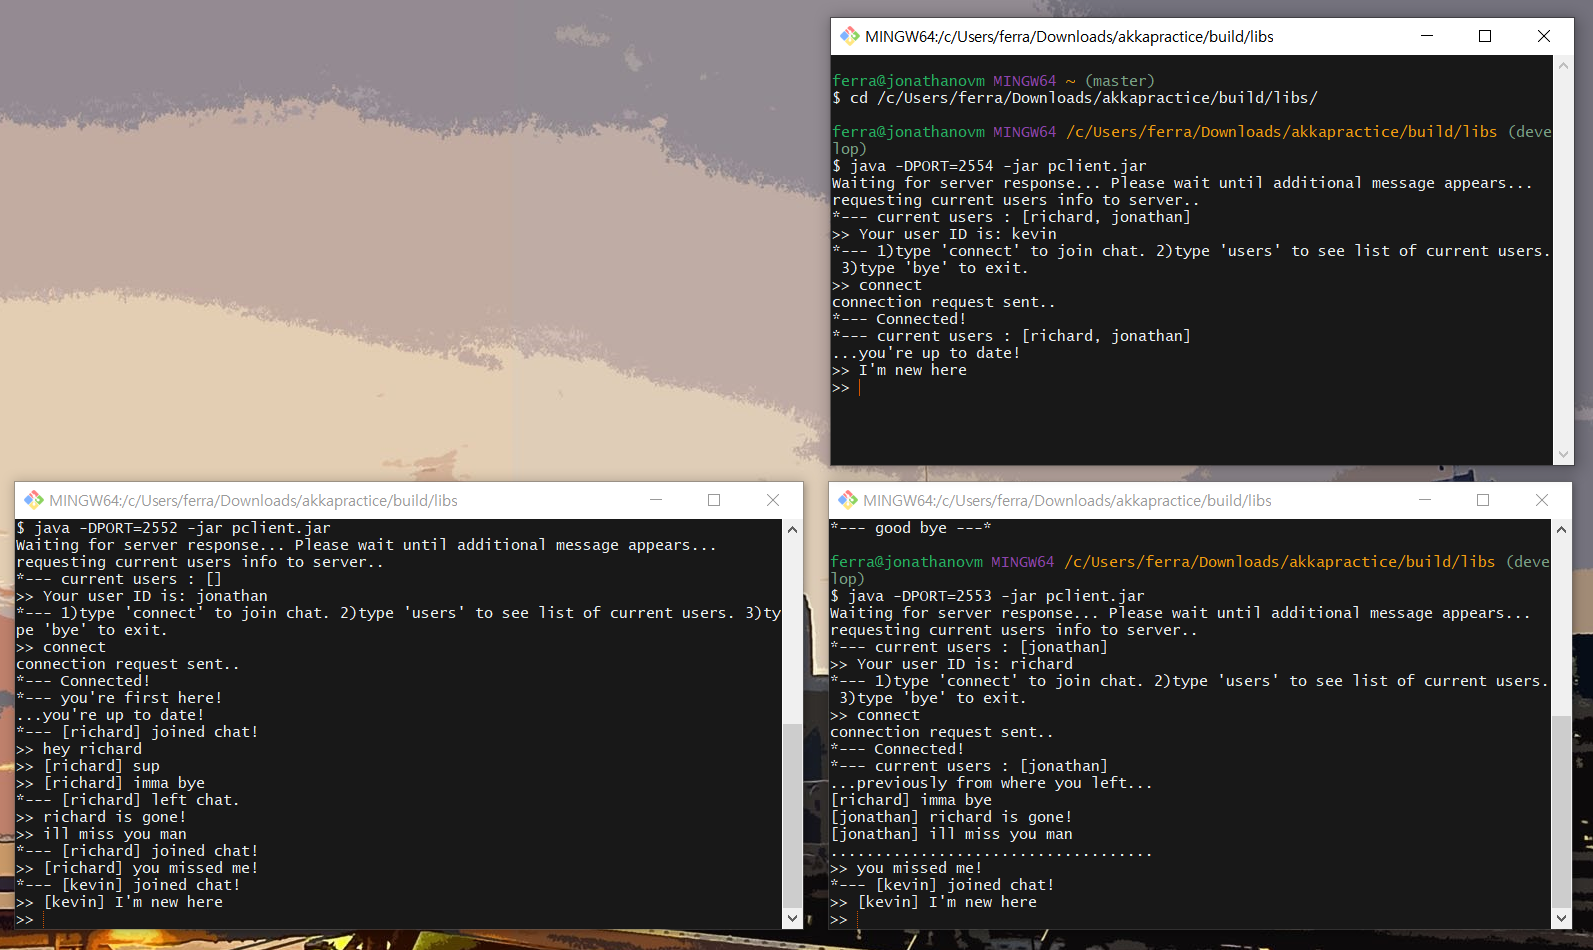 MINGW64:/c/Users/ferra/Downloads/akkapractice/build/libs
ferra@jonathanovm MINGW64 ~ (master)
$ cd /c/Users/ferra/Downloads/akkapractice/build/libs/
ferra@jonathanovm MINGW64 /c/Users/ferra/Downloads/akkapractice/build/libs (deve
lop)
$ java -DPORT=2554 -jar pclient.jar
Waiting for server response... Please wait until additional message appears...
requesting current users info to server..
*--- current users : [richard, jonathan]
>> Your user ID is: kevin
*--- 1)type 'connect' to join chat. 2)type 'users' to see list of current users.
 3)type 'bye' to exit.
>> connect
connection request sent..
*--- Connected!
*--- current users : [richard, jonathan]
...you're up to date!
>> I'm new here
>>
MINGW64:/c/Users/ferra/Downloads/akkapractice/build/libs
$ java -DPORT=2552 -jar pclient.jar
Waiting for server response... Please wait until additional message appears...
requesting current users info to server..
*--- current users : []
>> Your user ID is: jonathan
*--- 1)type 'connect' to join chat. 2)type 'users' to see list of current users. 3)ty
pe 'bye' to exit.
>> connect
connection request sent..
*--- Connected!
*--- you're first here!
...you're up to date!
*--- [richard] joined chat!
>> hey richard
>> [richard] sup
>> [richard] imma bye
*--- [richard] left chat.
>> richard is gone!
>> ill miss you man
*--- [richard] joined chat!
>> [richard] you missed me!
*--- [kevin] joined chat!
>> [kevin] I'm new here
>>
MINGW64:/c/Users/ferra/Downloads/akkapractice/build/libs
*--- good bye ---*
ferra@jonathanovm MINGW64 /c/Users/ferra/Downloads/akkapractice/build/libs (deve
lop)
$ java -DPORT=2553 -jar pclient.jar
Waiting for server response... Please wait until additional message appears...
requesting current users info to server..
*--- current users : [jonathan]
>> Your user ID is: richard
*--- 1)type 'connect' to join chat. 2)type 'users' to see list of current users.
 3)type 'bye' to exit.
>> connect
connection request sent..
*--- Connected!
*--- current users : [jonathan]
...previously from where you left...
[richard] imma bye
[jonathan] richard is gone!
[jonathan] ill miss you man
....................................
>> you missed me!
*--- [kevin] joined chat!
>> [kevin] I'm new here
>>